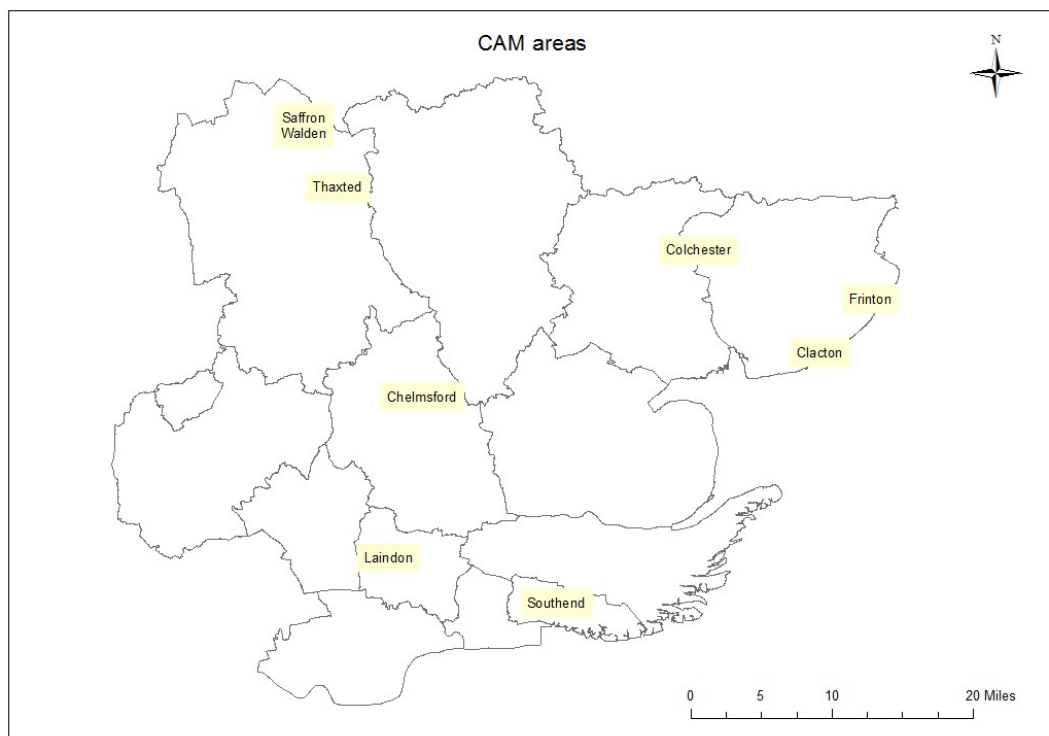 CAM areas
N
Saffron
Walden
Thaxted
Colchester
Frinton
Clacton
Chelmsford
Laindon
Southend
0 5 10 20 Miles